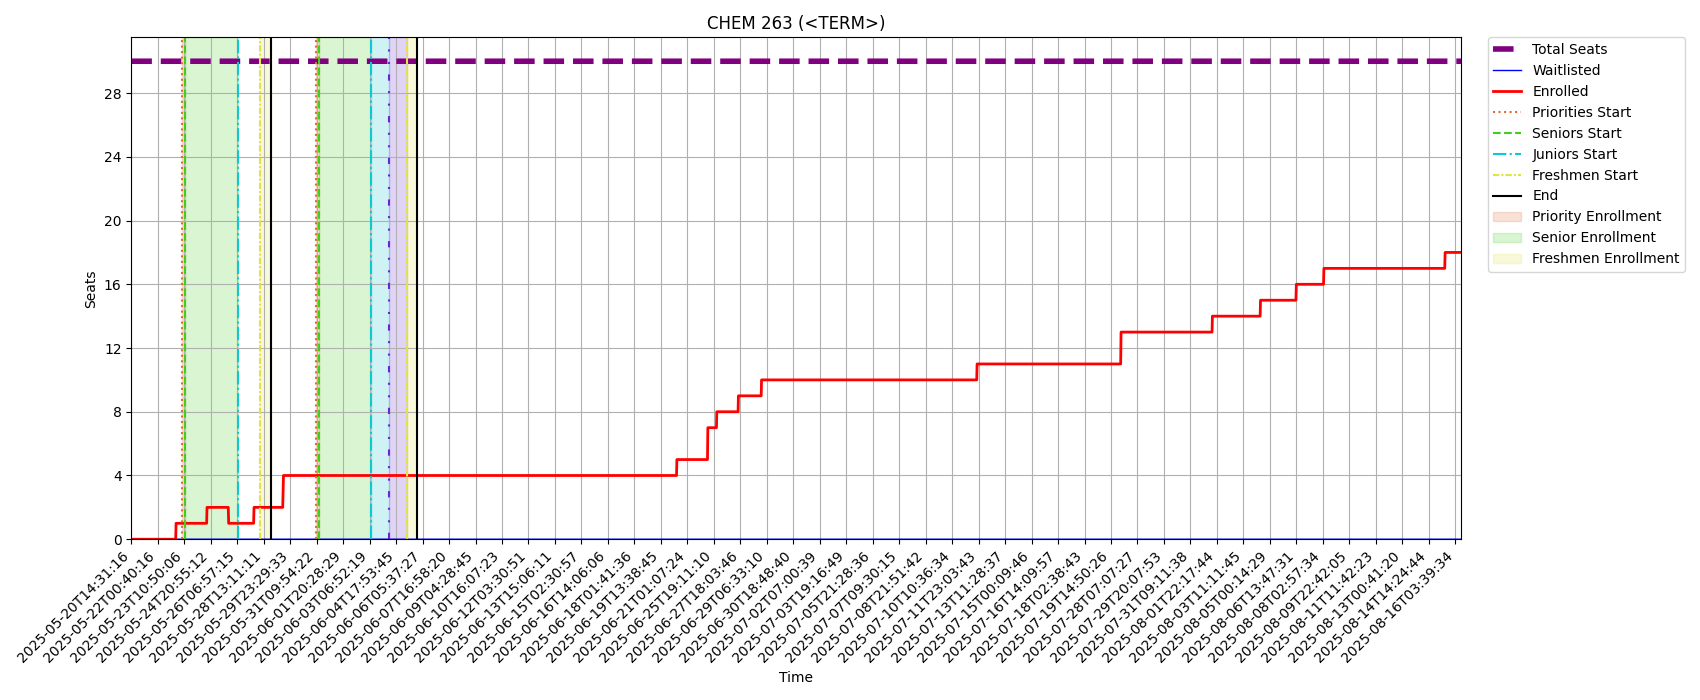 CHEM 263 (<TERM>)
Total Seats
Waitlisted
Enrolled
Priorities Start
Seniors Start
Juniors Start
Freshmen Start
End
Priority Enrollment
Senior Enrollment
Freshmen Enrollment
Seats
28
24
20
16
12
8
4
0
2025-05-20T14:31:16
2025-05-22T00:40:16
2025-05-23T10:50:06
2025-05-24T20:55:12
2025-05-26T06:57:15
2025-05-28T13:11:11
2025-05-29T23:29:33
2025-05-31T09:54:22
2025-06-01T20:28:29
2025-06-03T06:52:19
2025-06-04T17:53:45
2025-06-06T05:37:27
2025-06-07T16:58:20
2025-06-09T04:28:45
2025-06-10T16:07:23
2025-06-12T03:30:51
2025-06-13T15:06:11
2025-06-15T02:30:57
2025-06-16T14:06:06
2025-06-18T01:41:36
2025-06-19T13:38:45
2025-06-21T01:07:24
2025-06-25T19:11:10
2025-06-27T18:03:46
2025-06-29T06:33:10
2025-06-30T18:48:40
2025-07-02T07:00:39
2025-07-03T19:16:49
2025-07-05T21:28:36
2025-07-07T09:30:15
2025-07-08T21:51:42
2025-07-10T10:36:34
2025-07-11T23:03:43
2025-07-13T11:28:37
2025-07-15T00:09:46
2025-07-16T14:09:57
2025-07-18T02:38:43
2025-07-19T14:50:26
2025-07-28T07:07:27
2025-07-29T20:07:53
2025-07-31T09:11:38
2025-08-01T22:17:44
2025-08-03T11:11:45
2025-08-05T00:14:29
2025-08-06T13:47:31
2025-08-08T02:57:34
2025-08-09T22:42:05
2025-08-11T11:42:23
2025-08-13T00:41:20
2025-08-14T14:24:44
2025-08-16T03:39:34
Time